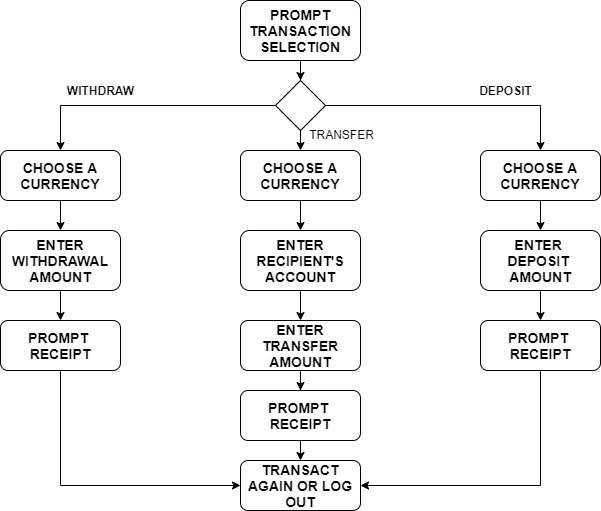 PROMPT
TRANSACTION
SELECTION
WITHDRAW
DEPOSIT
TRANSFER
CHOOSE A
CURRENCY
CHOOSE A
CURRENCY
CHOOSE A
CURRENCY
ENTER
WITHDRAWAL
AMOUNT
ENTER
RECIPIENT'S
ACCOUNT
ENTER
DEPOSIT
AMOUNT
PROMPT
RECEIPT
ENTER
TRANSFER
AMOUNT
PROMPT
RECEIPT
PROMPT
RECEIPT
TRANSACT
AGAIN OR LOG
OUT